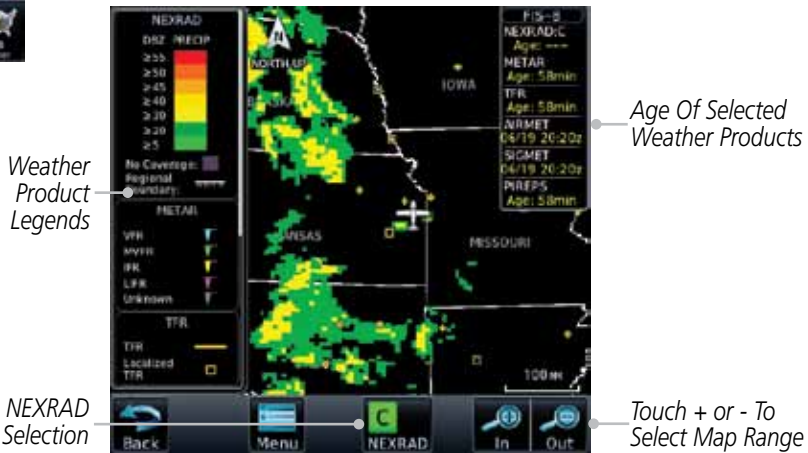 NEXRAD
DBZ PRECIP
≥55
≥50
≥45
≥40
≥30
≥20
≥5
No Coverage:
Regional
Boundary:
METAR
VFR
MVFR
IFR
LIFR
Unknown
TFR
TFR
Localized
TFR
N
NORTH UP
IOWA
KANSAS
MISSOURI
100NM
FIS-B
NEXRAD:C
Age: ---
METAR
Age: 58min
TFR
Age: 58min
AIRMET
06/19 20:20z
SIGMET
06/19 20:20z
PIREPS
Age: 58min
Back
Menu
C
NEXRAD
In
Out
Weather
Product
Legends
NEXRAD
Selection
Age Of Selected
Weather Products
Touch + or - To
Select Map Range